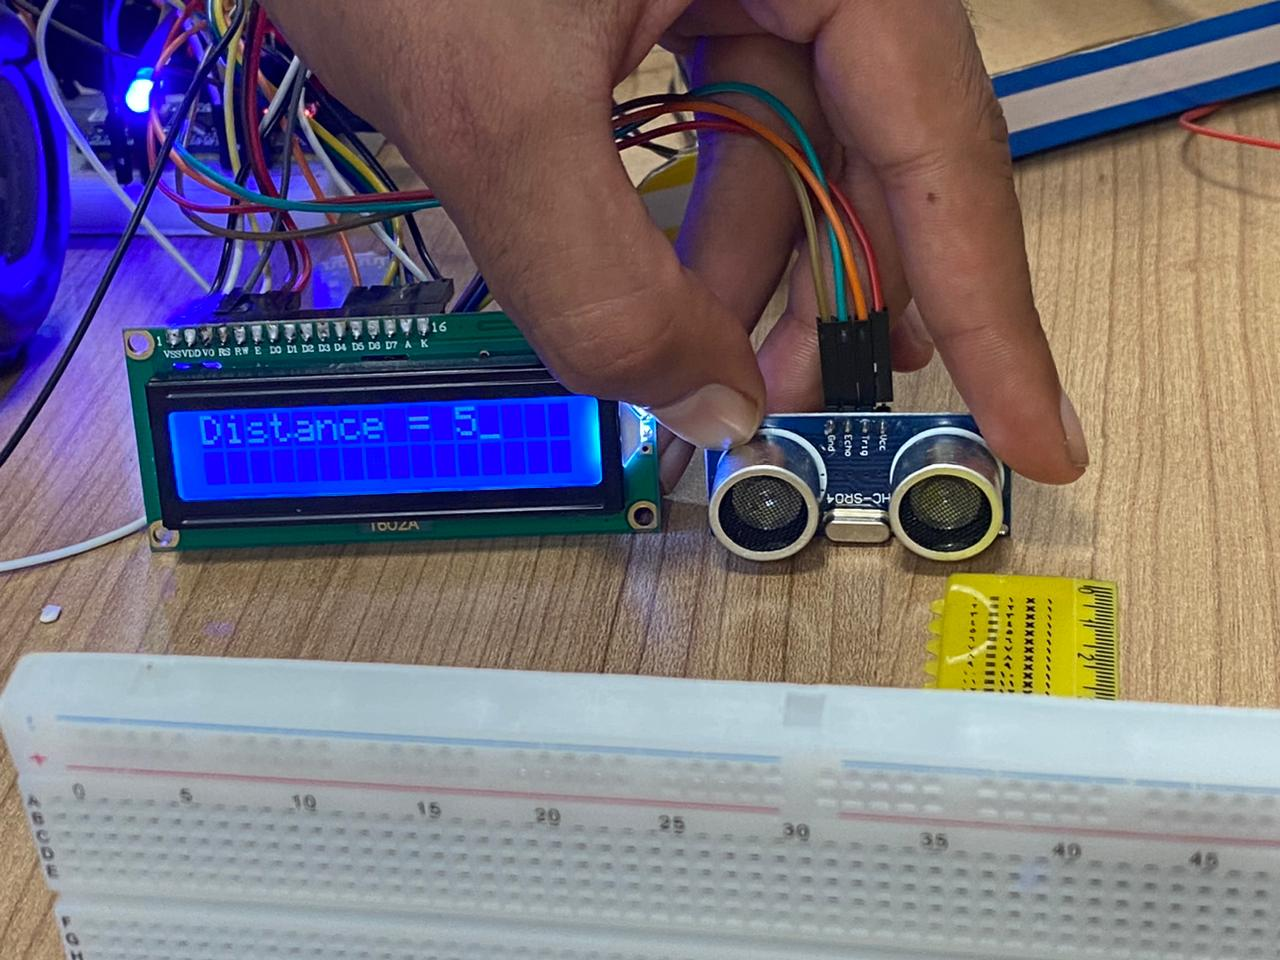 1 16
VSS VDD VO RS RW E D0 D1 D2 D3 D4 D5 D6 D7 A K
Distance = 5_
1602A
Gnd Echo Trig Vcc
HC-SR04
0 5 10 15 20 25 30 35 40 45
A
B
C
D
E
F
G
H